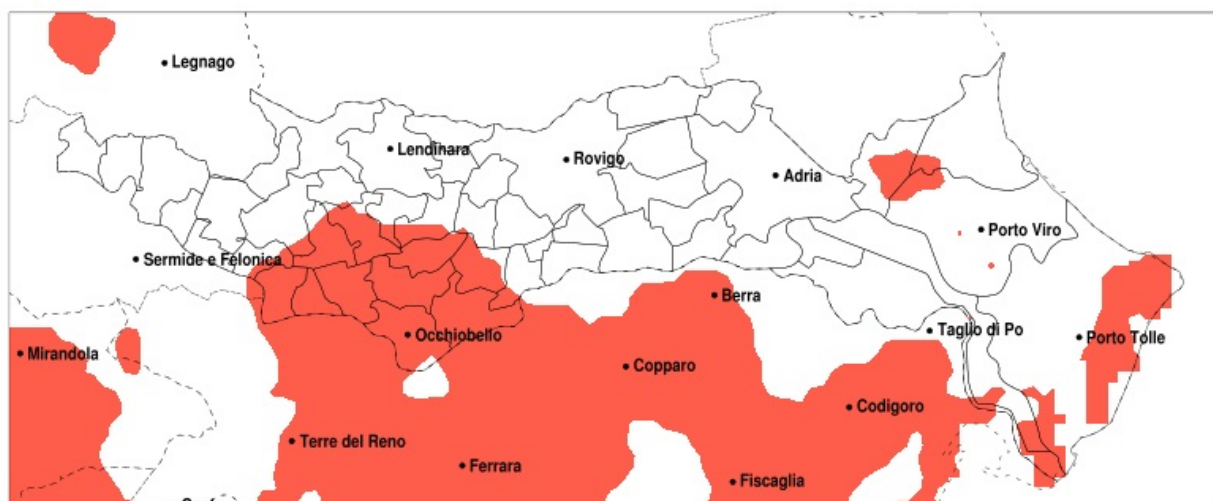 Legnago
Lendinara
Rovigo
Adria
Porto Viro
Sermide e Felonica
Berra
Taglio di Po
Occhiobello
Porto Tolle
Mirandola
Copparo
Codigoro
Terre del Reno
Ferrara
Fiscaglia